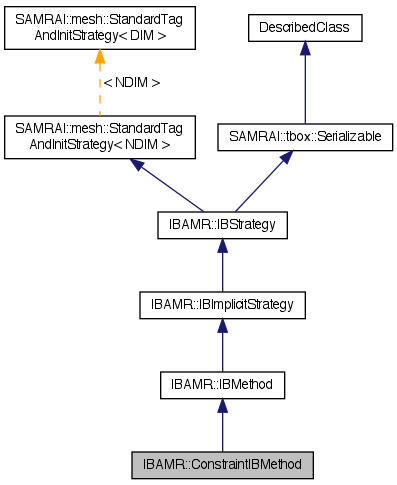 SAMRAI::mesh::StandardTag
AndInitStrategy< DIM >
DescribedClass
< NDIM >
SAMRAI::mesh::StandardTag
AndInitStrategy< NDIM >
SAMRAI::tbox::Serializable
IBAMR::IBStrategy
IBAMR::IBImplicitStrategy
IBAMR::IBMethod
IBAMR::ConstraintIBMethod